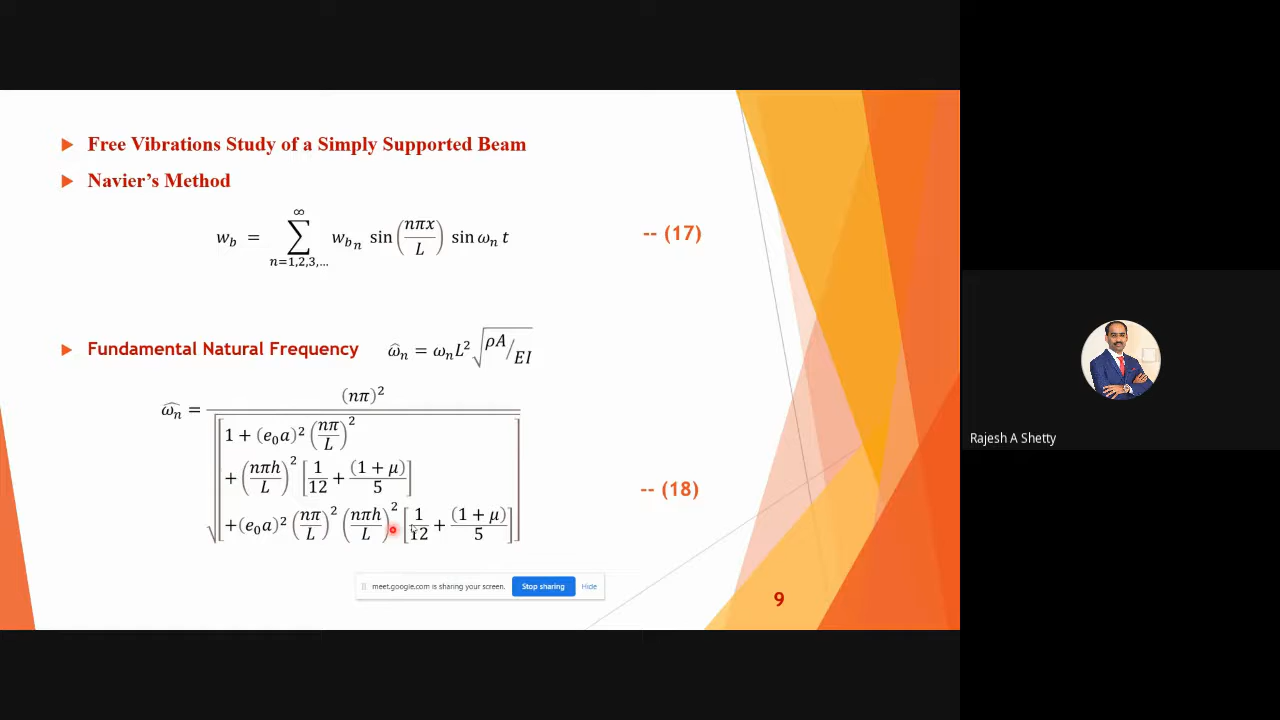 Free Vibrations Study of a Simply Supported Beam
Navier's Method
w_b = ∑_{n=1,2,3,...}^{∞} w_{b_n} sin(nπx/L) sin ω_n t -- (17)
Fundamental Natural Frequency ω̂_n = ω_n L² √(ρA/EI)
ω̂_n = (nπ)² / √[1 + (e₀a)² (nπ/L)²
+ (nπh/L)² [1/12 + (1 + μ)/5]
+(e₀a)² (nπ/L)² (nπh/L)² [1/12 + (1 + μ)/5]] -- (18)
meet.google.com is sharing your screen. Stop sharing Hide
9
Rajesh A Shetty